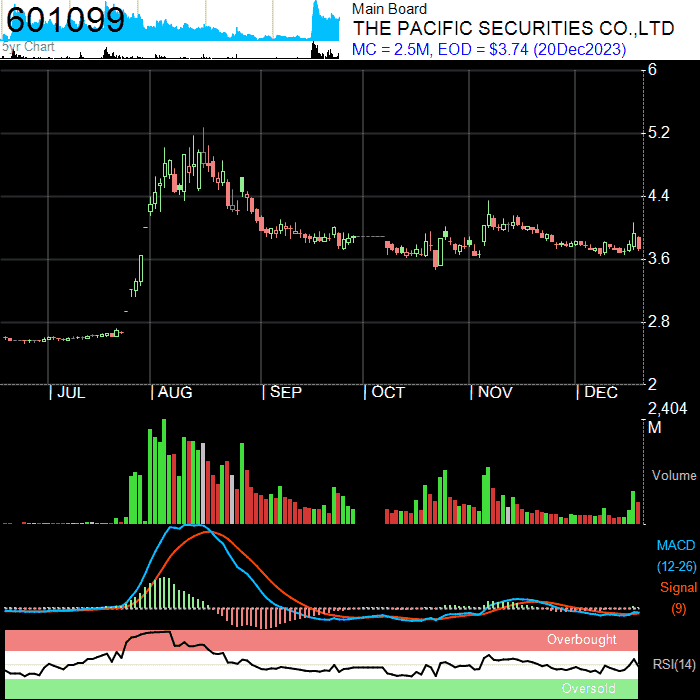 601099
5yr Chart
Main Board
THE PACIFIC SECURITIES CO.,LTD
MC = 2.5M, EOD = $3.74 (20Dec2023)
6
5.2
4.4
3.6
2.8
2
| JUL | AUG | SEP | OCT | NOV | DEC
2,404
M
Volume
MACD
(12-26)
Signal
(9)
Overbought
RSI(14)
Oversold